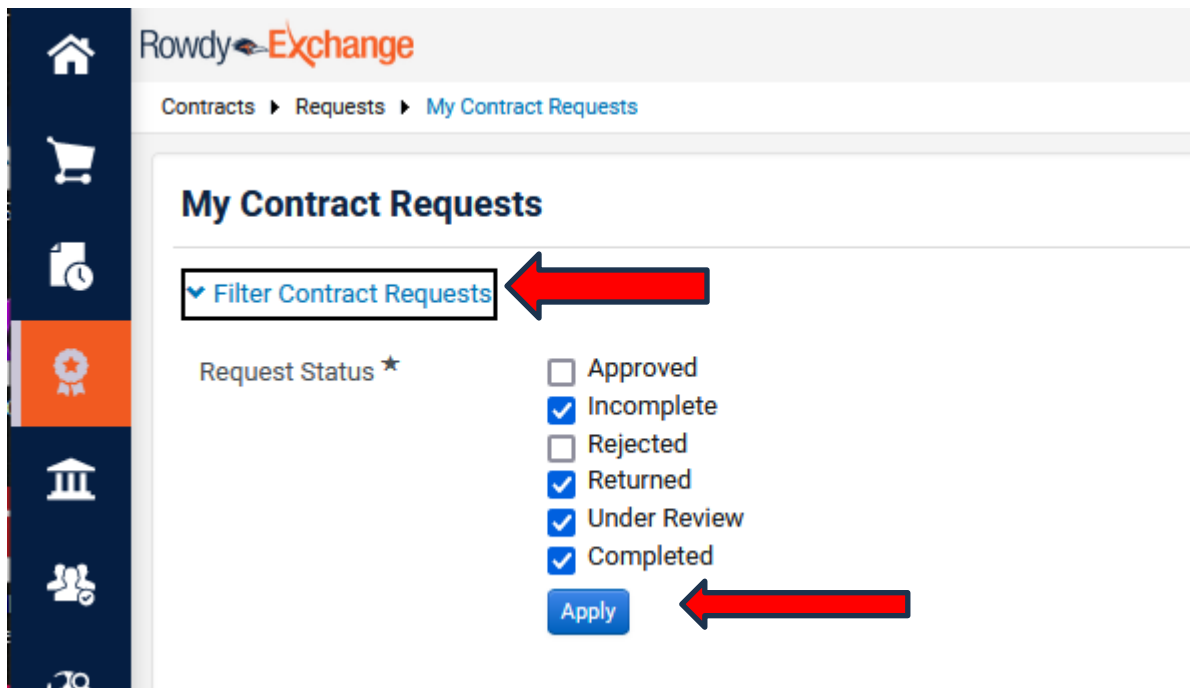 Rowdy Exchange
Contracts Requests My Contract Requests
My Contract Requests
Filter Contract Requests
Request Status ★
Approved
Incomplete
Rejected
Returned
Under Review
Completed
Apply